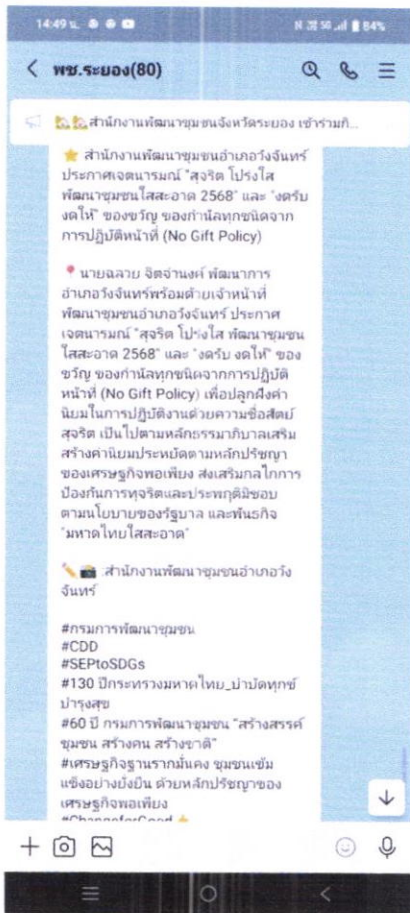 14:49 น.
84%
พช.ระยอง(80)
🏡🏡สำนักงานพัฒนาชุมชนจังหวัดระยอง เข้าร่วมกิ...
⭐ สำนักงานพัฒนาชุมชนอำเภอวังจันทร์
ประกาศเจตนารมณ์ "สุจริต โปร่งใส
พัฒนาชุมชนใสสะอาด 2568" และ "งดรับ
งดให้" ของขวัญ ของกำนัลทุกชนิดจาก
การปฏิบัติหน้าที่ (No Gift Policy)
📍 นายฉลวย จิตจำนงค์ พัฒนาการ
อำเภอวังจันทร์พร้อมด้วยเจ้าหน้าที่
พัฒนาชุมชนอำเภอวังจันทร์ ประกาศ
เจตนารมณ์ "สุจริต โปร่งใส พัฒนาชุมชน
ใสสะอาด 2568" และ "งดรับ งดให้" ของ
ขวัญ ของกำนัลทุกชนิดจากการปฏิบัติ
หน้าที่ (No Gift Policy) เพื่อปลูกฝังค่า
นิยมในการปฏิบัติงานด้วยความซื่อสัตย์
สุจริต เป็นไปตามหลักธรรมาภิบาลเสริม
สร้างค่านิยมประหยัดตามหลักปรัชญา
ของเศรษฐกิจพอเพียง ส่งเสริมกลไกการ
ป้องกันการทุจริตและประพฤติมิชอบ
ตามนโยบายของรัฐบาล และพันธกิจ
"มหาดไทยใสสะอาด"
✏️📸 :สำนักงานพัฒนาชุมชนอำเภอวัง
จันทร์
#กรมการพัฒนาชุมชน
#CDD
#SEPtoSDGs
#130 ปีกระทรวงมหาดไทย_บำบัดทุกข์
บำรุงสุข
#60 ปี กรมการพัฒนาชุมชน "สร้างสรรค์
ชุมชน สร้างคน สร้างชาติ"
#เศรษฐกิจฐานรากมั่นคง ชุมชนเข้ม
แข็งอย่างยั่งยืน ด้วยหลักปรัชญาของ
เศรษฐกิจพอเพียง
#ChangeforGood 👍